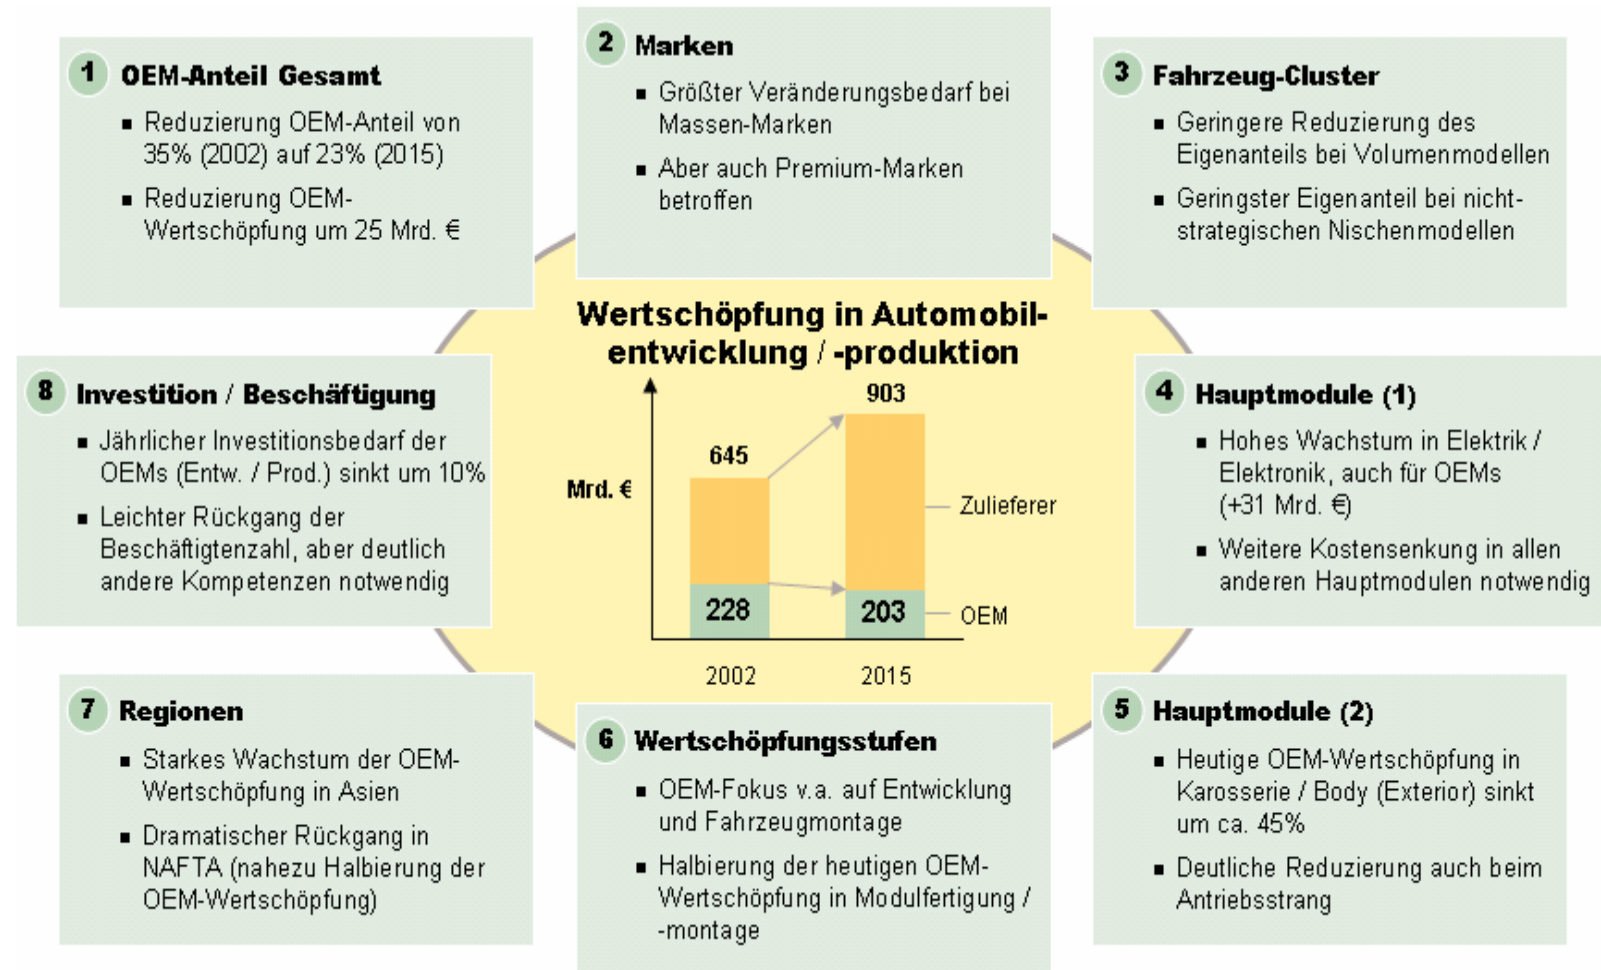 1 OEM-Anteil Gesamt
▪ Reduzierung OEM-Anteil von
35% (2002) auf 23% (2015)
▪ Reduzierung OEM-
Wertschöpfung um 25 Mrd. €
2 Marken
▪ Größter Veränderungsbedarf bei
Massen-Marken
▪ Aber auch Premium-Marken
betroffen
3 Fahrzeug-Cluster
▪ Geringere Reduzierung des
Eigenanteils bei Volumenmodellen
▪ Geringster Eigenanteil bei nicht-
strategischen Nischenmodellen
Wertschöpfung in Automobil-
entwicklung / -produktion
Mrd. €
645
903
228
203
Zulieferer
OEM
2002
2015
4 Hauptmodule (1)
▪ Hohes Wachstum in Elektrik /
Elektronik, auch für OEMs
(+31 Mrd. €)
▪ Weitere Kostensenkung in allen
anderen Hauptmodulen notwendig
5 Hauptmodule (2)
▪ Heutige OEM-Wertschöpfung in
Karosserie / Body (Exterior) sinkt
um ca. 45%
▪ Deutliche Reduzierung auch beim
Antriebsstrang
6 Wertschöpfungsstufen
▪ OEM-Fokus v.a. auf Entwicklung
und Fahrzeugmontage
▪ Halbierung der heutigen OEM-
Wertschöpfung in Modulfertigung /
-montage
7 Regionen
▪ Starkes Wachstum der OEM-
Wertschöpfung in Asien
▪ Dramatischer Rückgang in
NAFTA (nahezu Halbierung der
OEM-Wertschöpfung)
8 Investition / Beschäftigung
▪ Jährlicher Investitionsbedarf der
OEMs (Entw. / Prod.) sinkt um 10%
▪ Leichter Rückgang der
Beschäftigtenzahl, aber deutlich
andere Kompetenzen notwendig